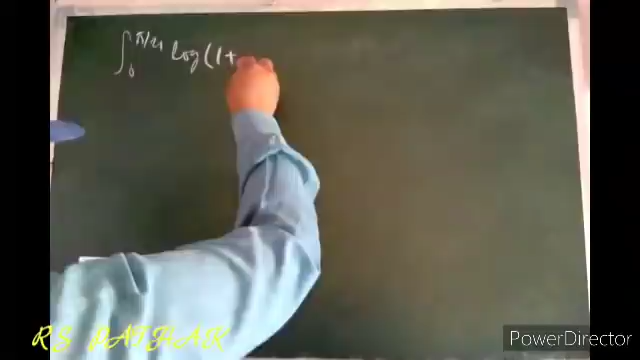 ∫₀^π/4 log(1+
RS PATHAK
PowerDirector